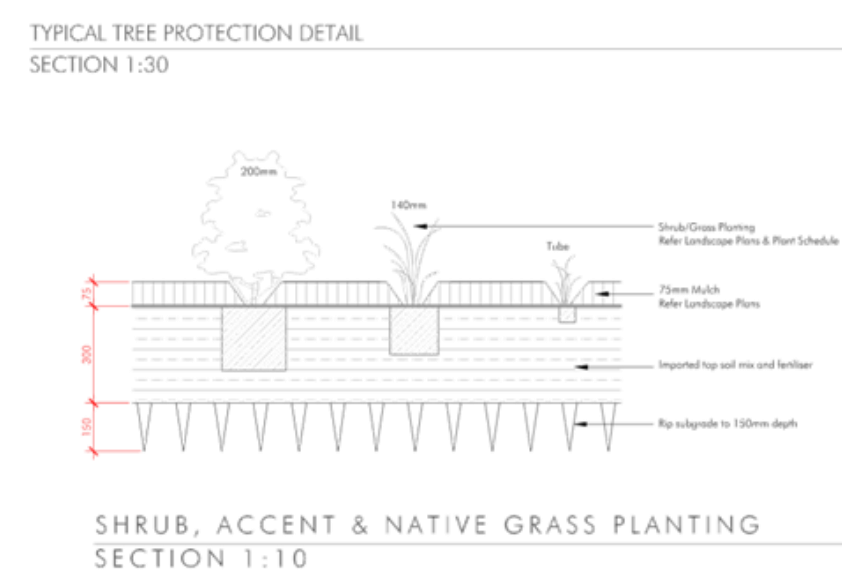 TYPICAL TREE PROTECTION DETAIL
SECTION 1:30
200mm
140mm
Tube
Shrub/Grass Planting
Refer Landscape Plans & Plant Schedule
75mm Mulch
Refer Landscape Plans
75
300
Imported top soil mix and fertiliser
150
Rip subgrade to 150mm depth
SHRUB, ACCENT & NATIVE GRASS PLANTING
SECTION 1:10